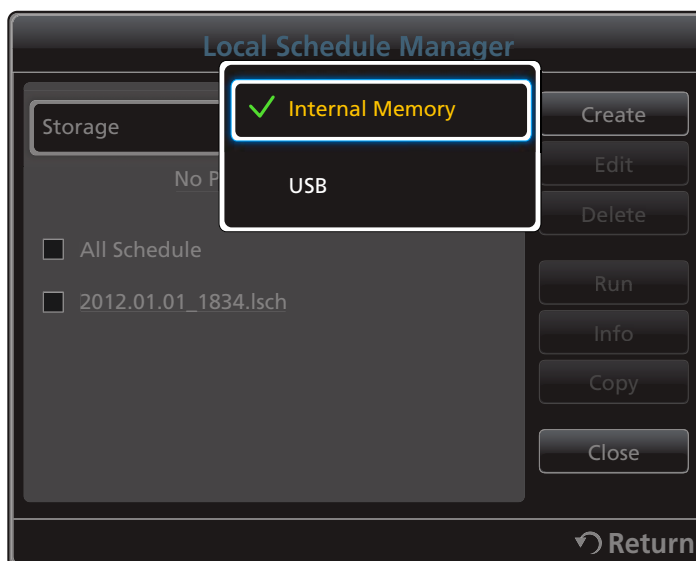 Local Schedule Manager
Storage
Internal Memory
USB
No P
All Schedule
2012.01.01_1834.lsch
Create
Edit
Delete
Run
Info
Copy
Close
Return